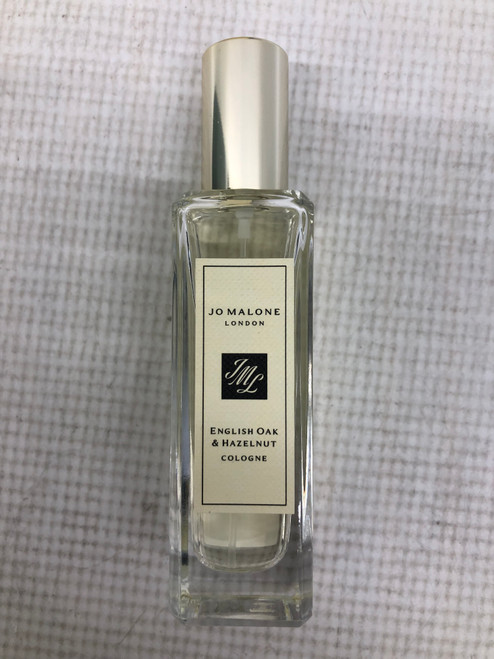 JO MALONE
LONDON
JML
ENGLISH OAK
& HAZELNUT
COLOGNE